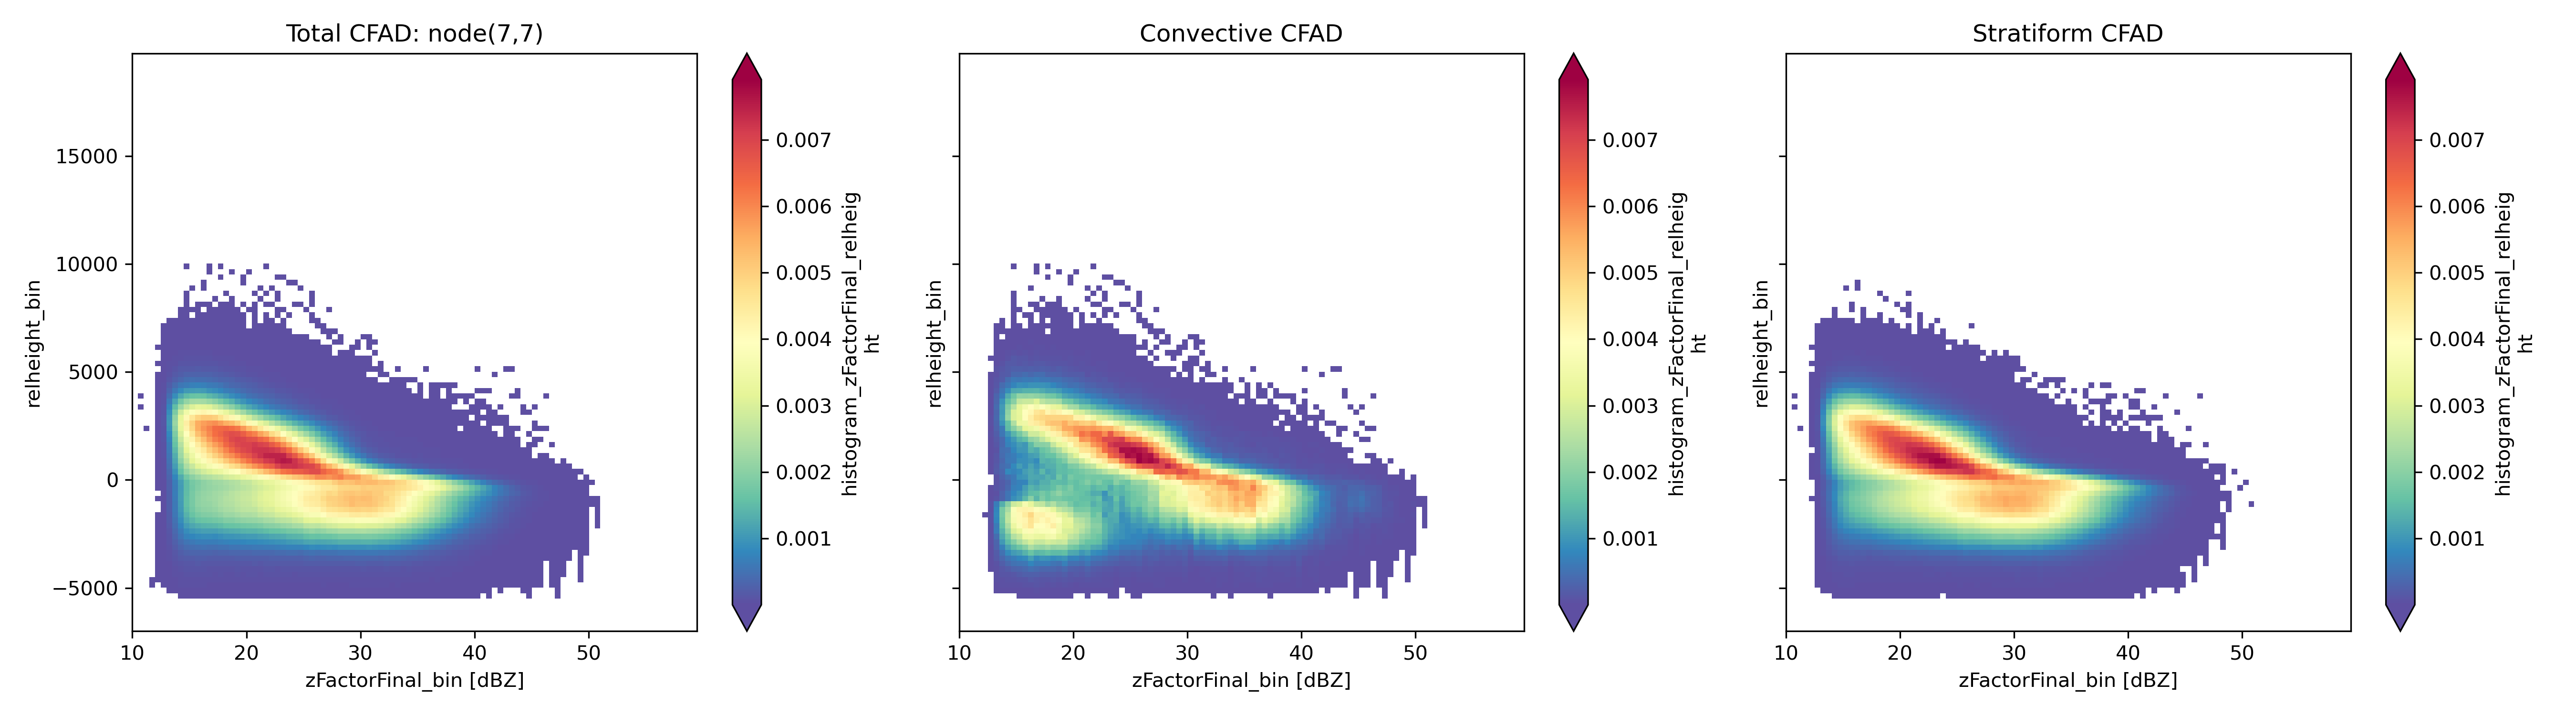 Total CFAD: node(7,7)
relheight_bin
15000
10000
5000
0
−5000
10 20 30 40 50
zFactorFinal_bin [dBZ]
0.007
0.006
0.005
0.004
0.003
0.002
0.001
histogram_zFactorFinal_relheig
ht
Convective CFAD
relheight_bin
10 20 30 40 50
zFactorFinal_bin [dBZ]
0.007
0.006
0.005
0.004
0.003
0.002
0.001
histogram_zFactorFinal_relheig
ht
Stratiform CFAD
relheight_bin
10 20 30 40 50
zFactorFinal_bin [dBZ]
0.007
0.006
0.005
0.004
0.003
0.002
0.001
histogram_zFactorFinal_relheig
ht